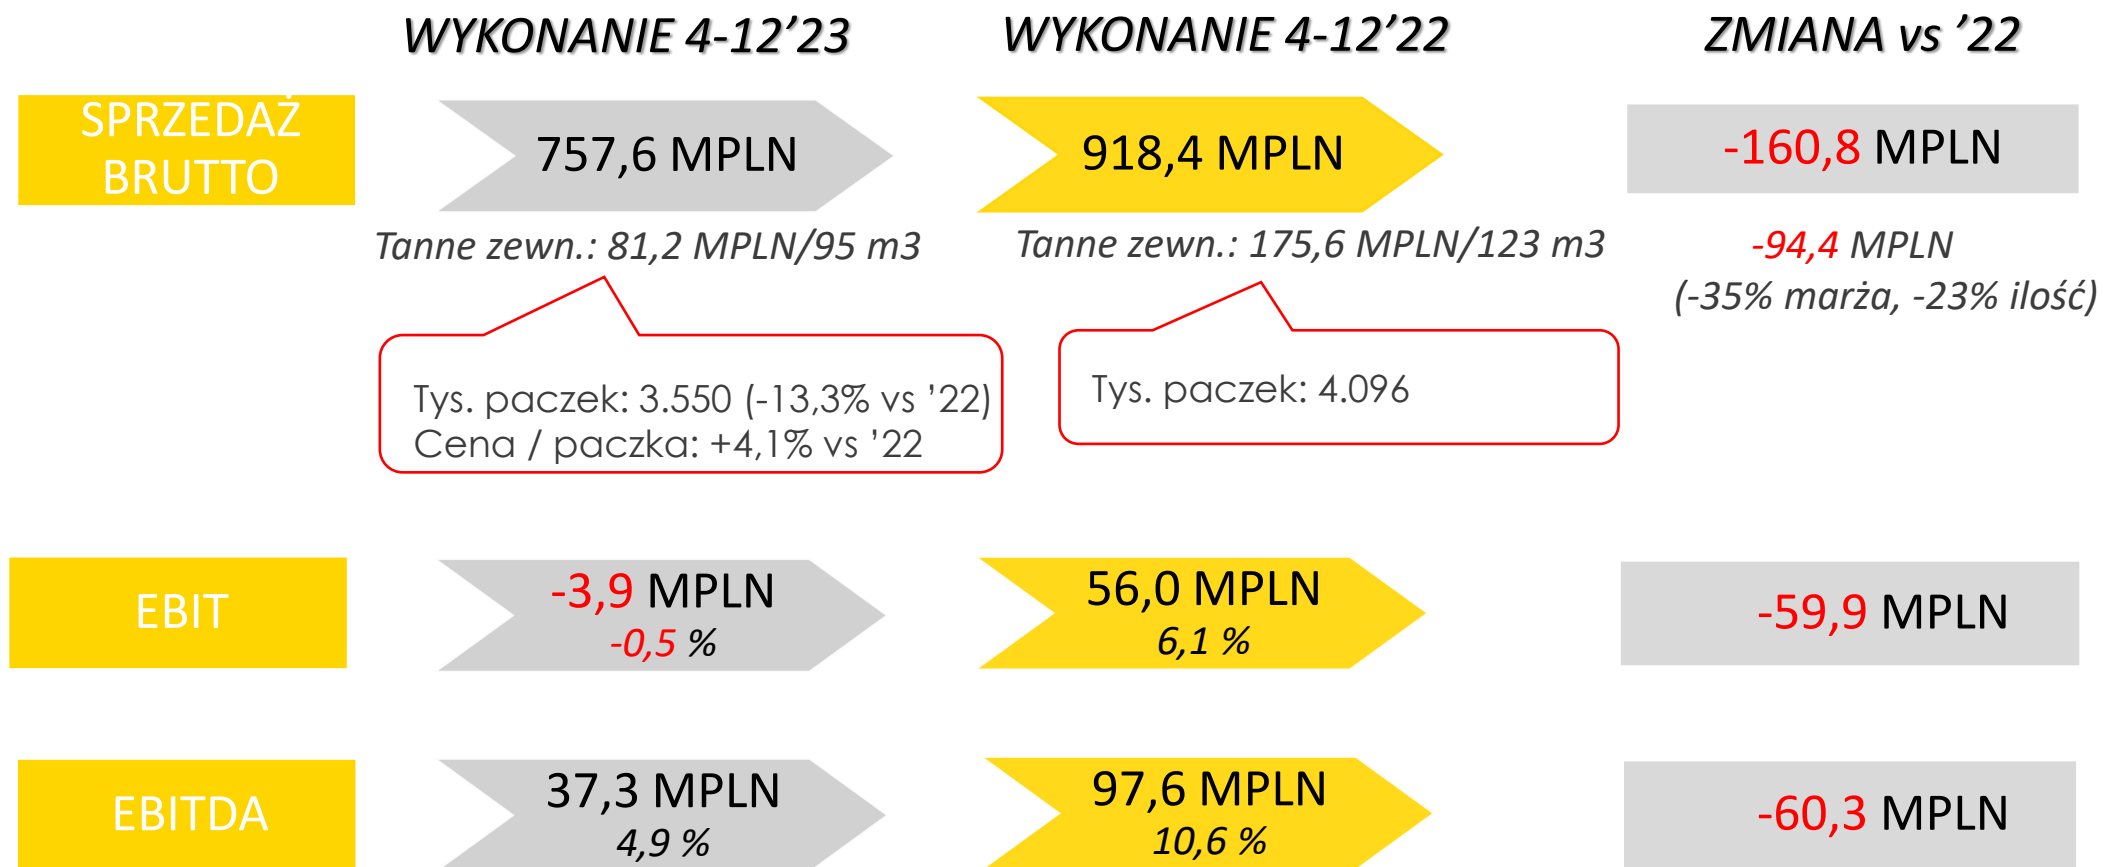 WYKONANIE 4-12’23
WYKONANIE 4-12’22
ZMIANA vs ’22
SPRZEDAŻ
BRUTTO
757,6 MPLN
918,4 MPLN
-160,8 MPLN
Tanne zewn.: 81,2 MPLN/95 m3
Tanne zewn.: 175,6 MPLN/123 m3
-94,4 MPLN
(-35% marża, -23% ilość)
Tys. paczek: 3.550 (-13,3% vs ’22)
Cena / paczka: +4,1% vs ’22
Tys. paczek: 4.096
EBIT
-3,9 MPLN
-0,5 %
56,0 MPLN
6,1 %
-59,9 MPLN
EBITDA
37,3 MPLN
4,9 %
97,6 MPLN
10,6 %
-60,3 MPLN